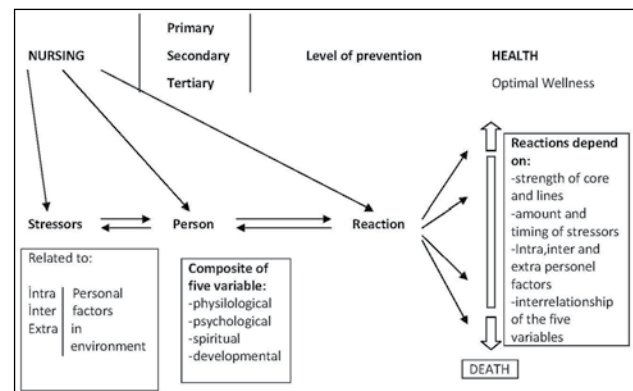 Primary
NURSING
Secondary
Level of prevention
HEALTH
Tertiary
Optimal Wellness
Reactions depend
on:
-strength of core
and lines
-amount and
timing of stressors
-Intra,inter and
extra personel
factors
-interrelationship
of the five
variables
Stressors
Person
Reaction
Related to:
İntra Personal
İnter factors
Extra in
environment
Composite of
five variable:
-physilological
-psychological
-spiritual
-developmental
DEATH